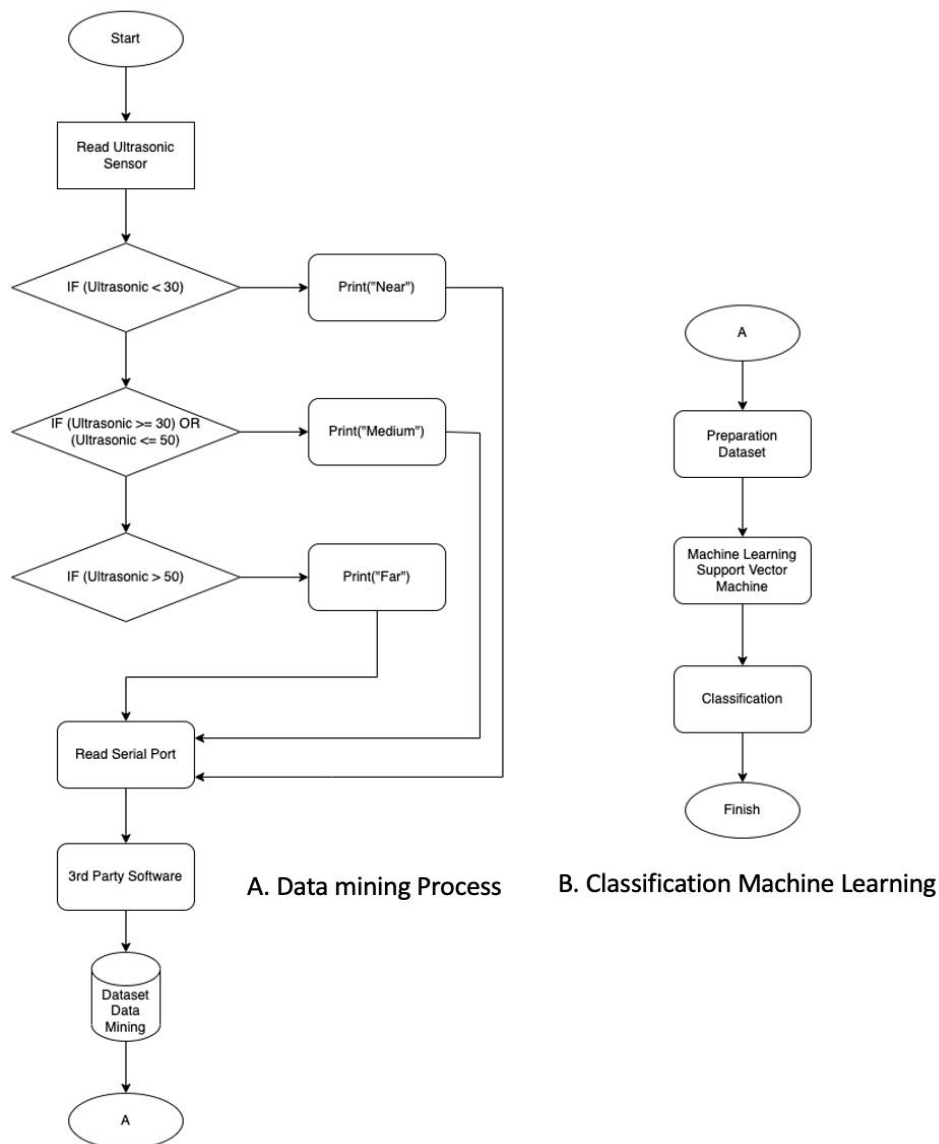 Start
Read Ultrasonic
Sensor
IF (Ultrasonic < 30)
Print("Near")
IF (Ultrasonic >= 30) OR
(Ultrasonic <= 50)
Print("Medium")
IF (Ultrasonic > 50)
Print("Far")
Read Serial Port
3rd Party Software
Dataset
Data
Mining
A
A. Data mining Process
A
Preparation
Dataset
Machine Learning
Support Vector
Machine
Classification
Finish
B. Classification Machine Learning